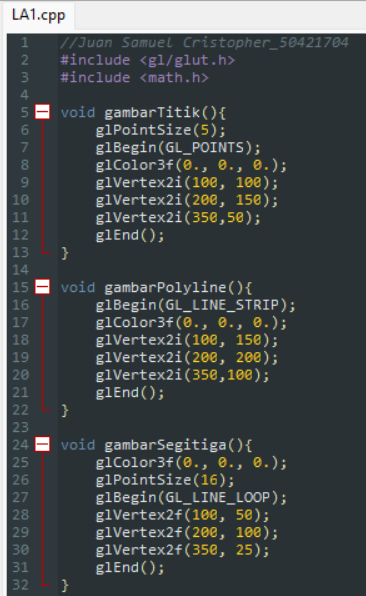 LA1.cpp
1 //Juan Samuel Cristopher_50421704
2 #include <gl/glut.h>
3 #include <math.h>
4
5 void gambarTitik(){
6 glPointSize(5);
7 glBegin(GL_POINTS);
8 glColor3f(0., 0., 0.);
9 glVertex2i(100, 100);
10 glVertex2i(200, 150);
11 glVertex2i(350,50);
12 glEnd();
13 }
14
15 void gambarPolyline(){
16 glBegin(GL_LINE_STRIP);
17 glColor3f(0., 0., 0.);
18 glVertex2i(100, 150);
19 glVertex2i(200, 200);
20 glVertex2i(350,100);
21 glEnd();
22 }
23
24 void gambarSegitiga(){
25 glColor3f(0., 0., 0.);
26 glPointSize(16);
27 glBegin(GL_LINE_LOOP);
28 glVertex2f(100, 50);
29 glVertex2f(200, 100);
30 glVertex2f(350, 25);
31 glEnd();
32 }